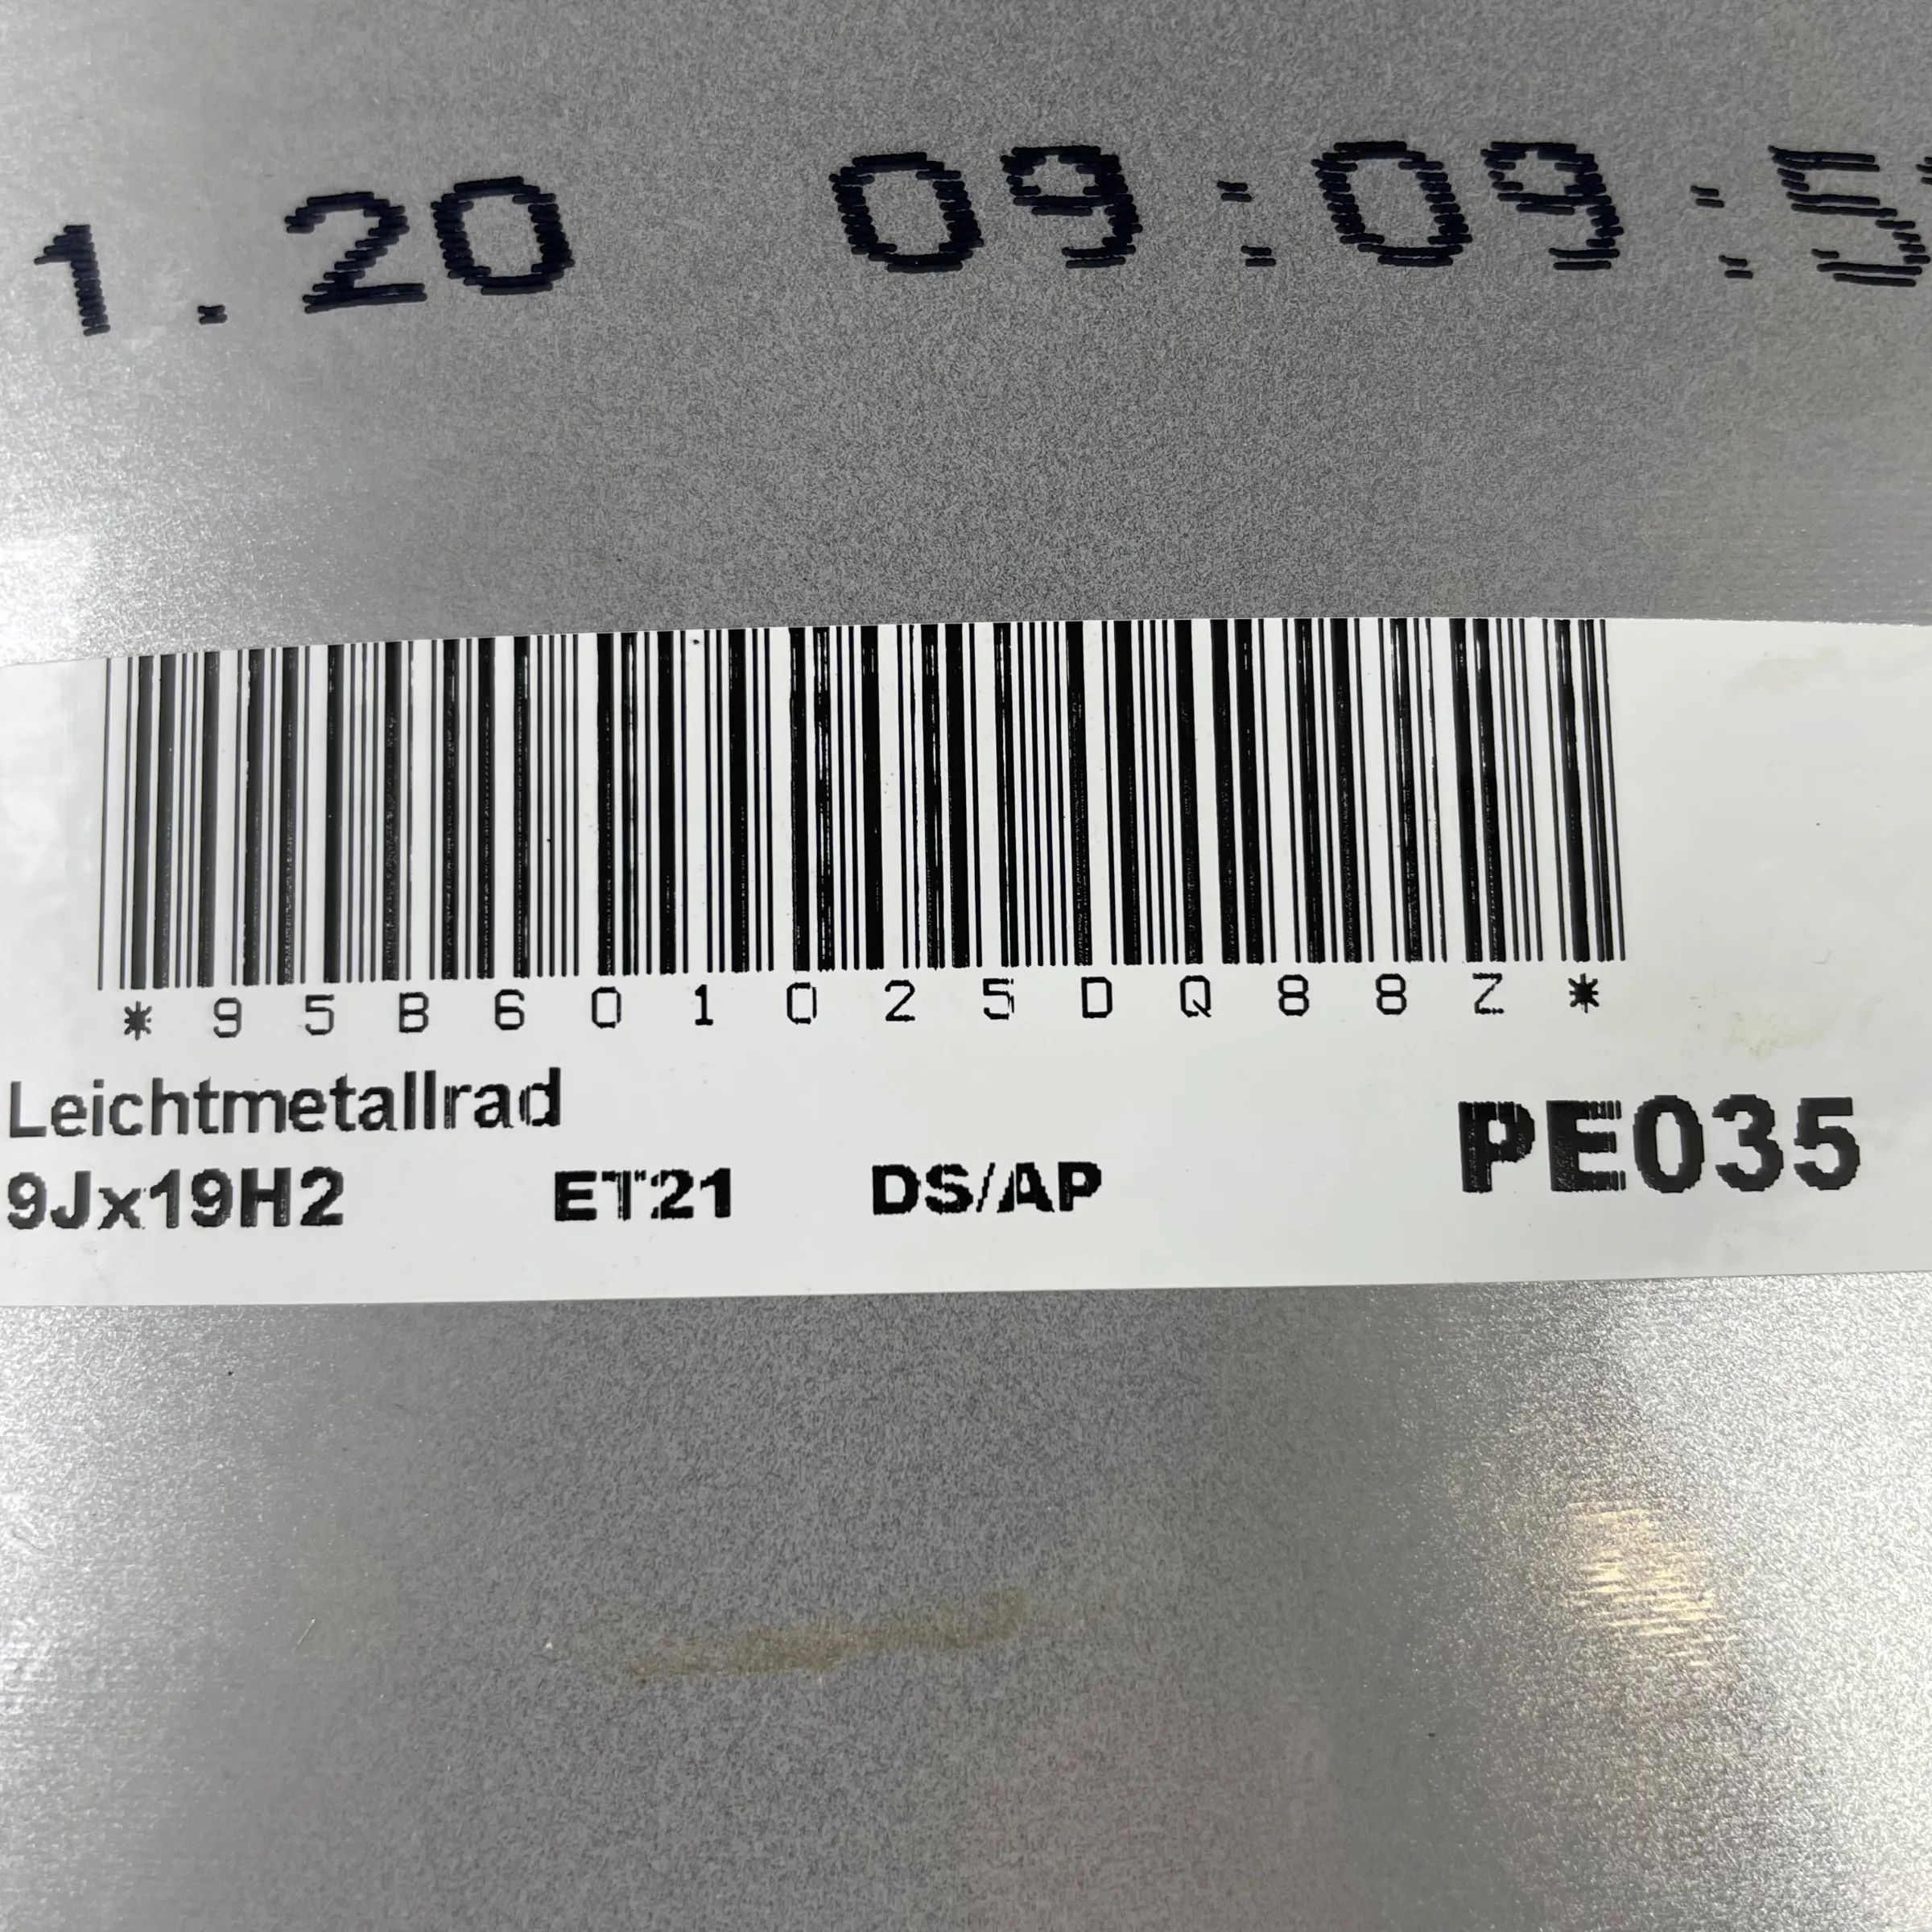 1.20 09:09:5
*95B601025DQ88Z*
Leichtmetallrad
9Jx19H2 ET21 DS/AP PE035